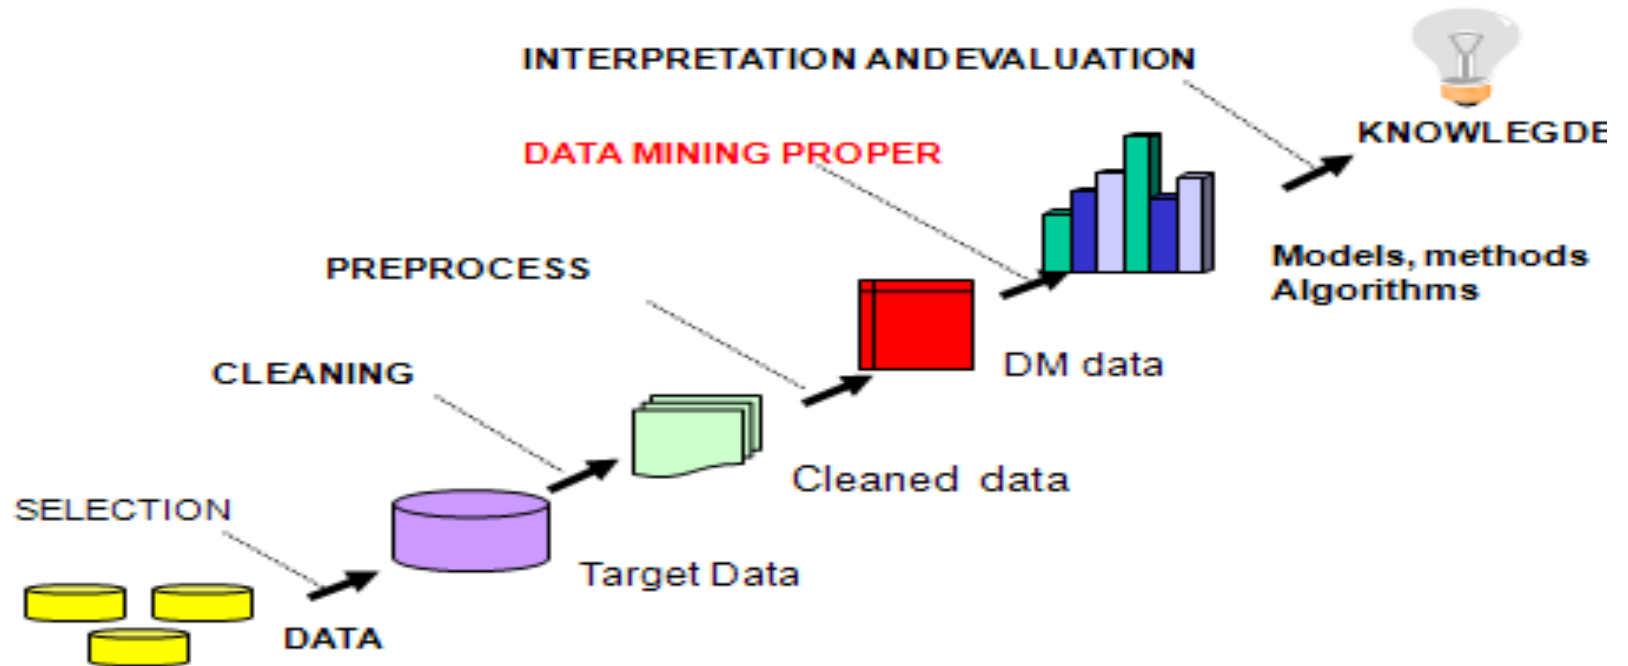 INTERPRETATION AND EVALUATION
KNOWLEGDE
DATA MINING PROPER
Models, methods
Algorithms
PREPROCESS
DM data
CLEANING
Cleaned data
SELECTION
Target Data
DATA